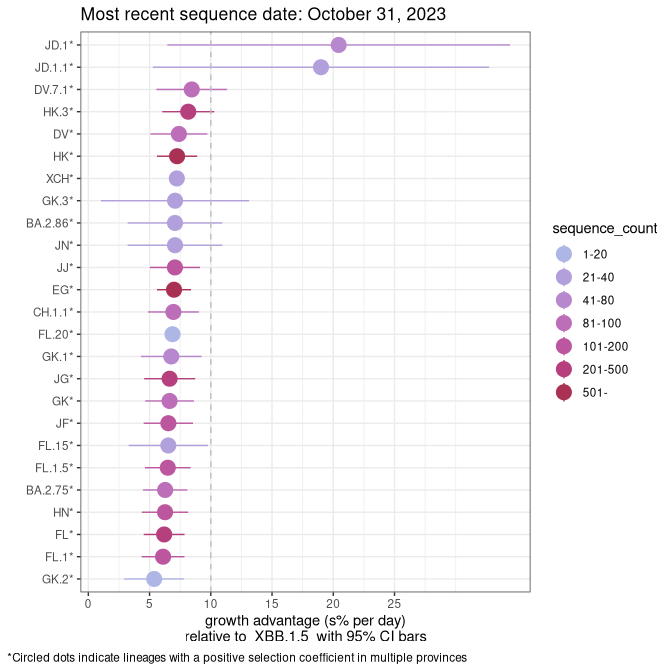 Most recent sequence date: October 31, 2023
JD.1*
JD.1.1*
DV.7.1*
HK.3*
DV*
HK*
XCH*
GK.3*
BA.2.86*
JN*
JJ*
EG*
CH.1.1*
FL.20*
GK.1*
JG*
GK*
JF*
FL.15*
FL.1.5*
BA.2.75*
HN*
FL*
FL.1*
GK.2*
0 5 10 15 20 25
growth advantage (s% per day)
relative to XBB.1.5 with 95% CI bars
sequence_count
1-20
21-40
41-80
81-100
101-200
201-500
501-
*Circled dots indicate lineages with a positive selection coefficient in multiple provinces